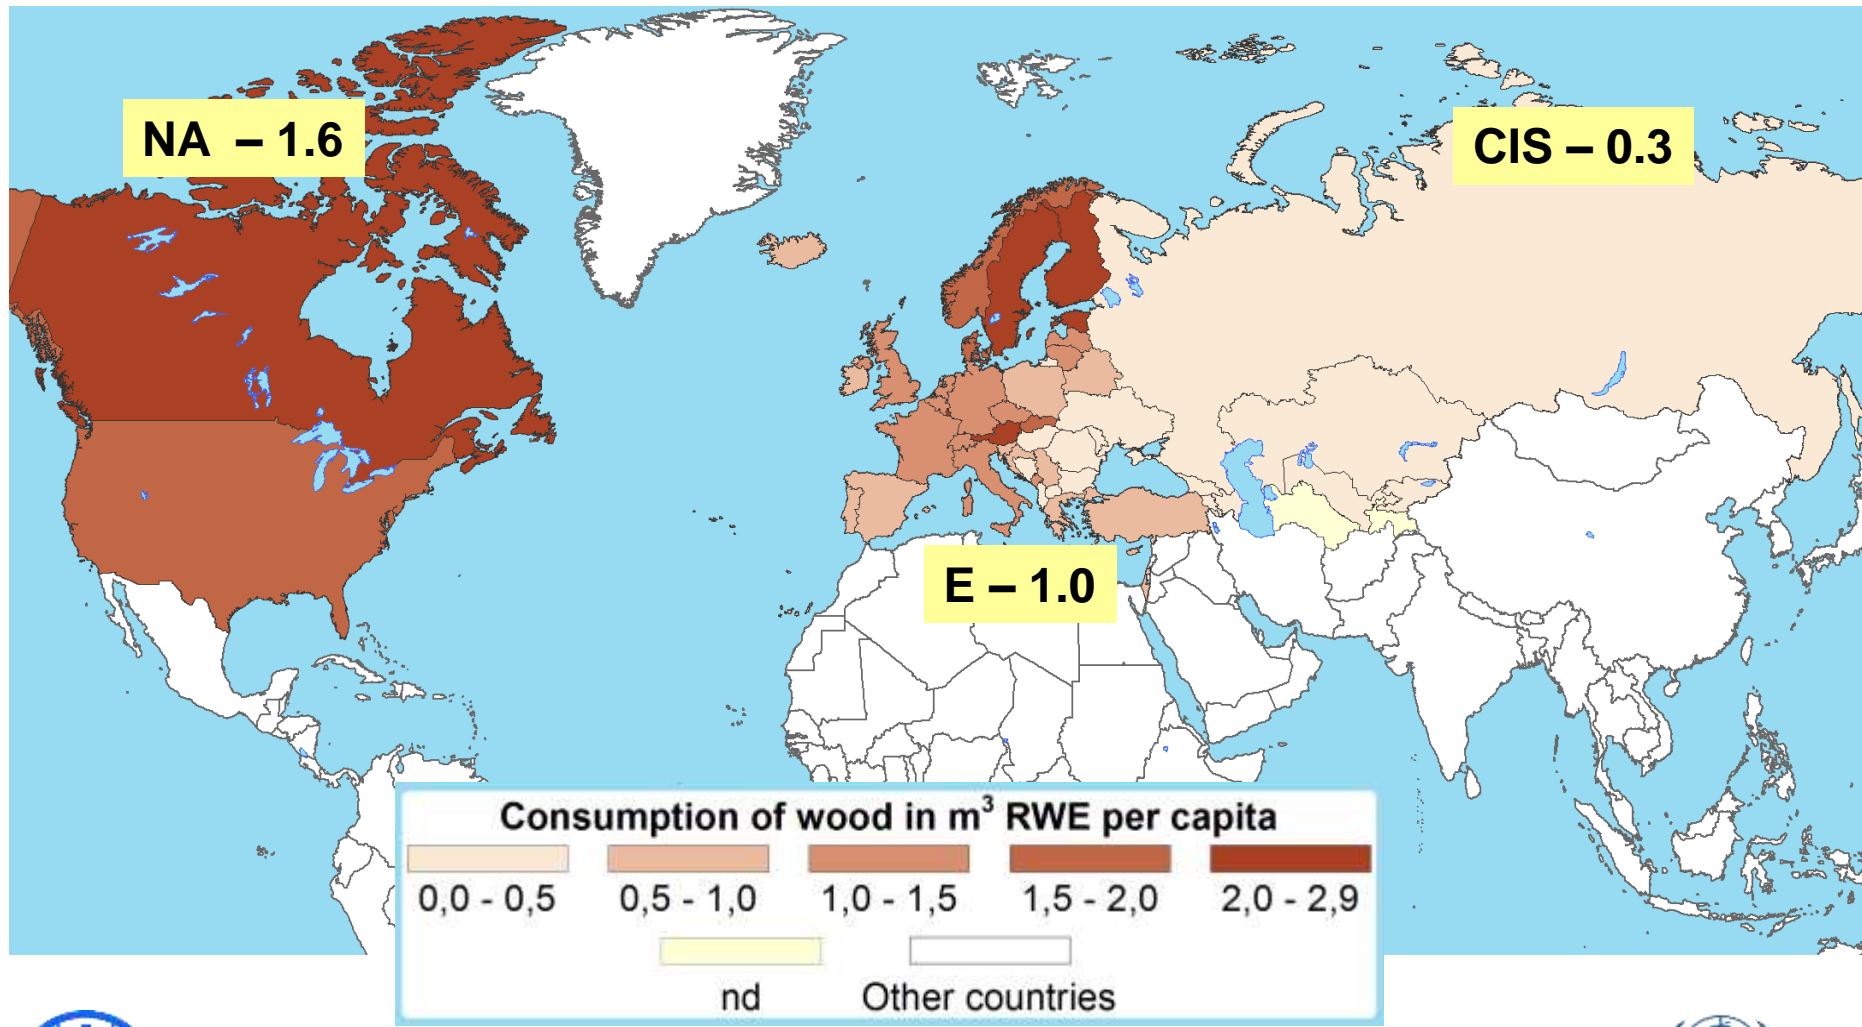 NA – 1.6
CIS – 0.3
E – 1.0
Consumption of wood in m³ RWE per capita
0,0 - 0,5 0,5 - 1,0 1,0 - 1,5 1,5 - 2,0 2,0 - 2,9
nd Other countries